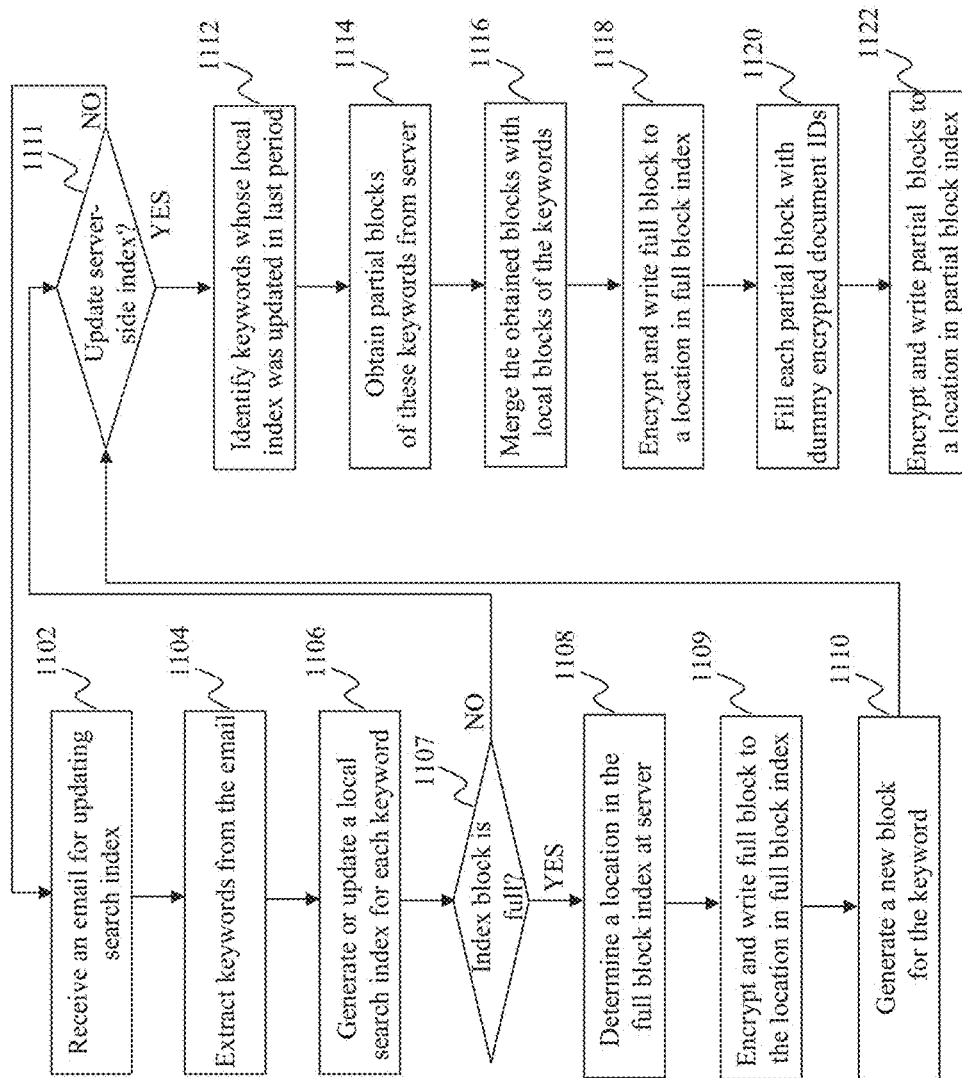 1102
Receive an email for updating
search index
1104
Extract keywords from the email
1106
Generate or update a local
search index for each keyword
1107
Index block is
full?
NO
YES
1108
Determine a location in the
full block index at server
1109
Encrypt and write full block to
the location in full block index
1110
Generate a new block
for the keyword
1111
Update server-
side index?
NO
YES
1112
Identify keywords whose local
index was updated in last period
1114
Obtain partial blocks
of these keywords from server
1116
Merge the obtained blocks with
local blocks of the keywords
1118
Encrypt and write full block to
a location in full block index
1120
Fill each partial block with
dummy encrypted document IDs
1122
Encrypt and write partial blocks to
a location in partial block index